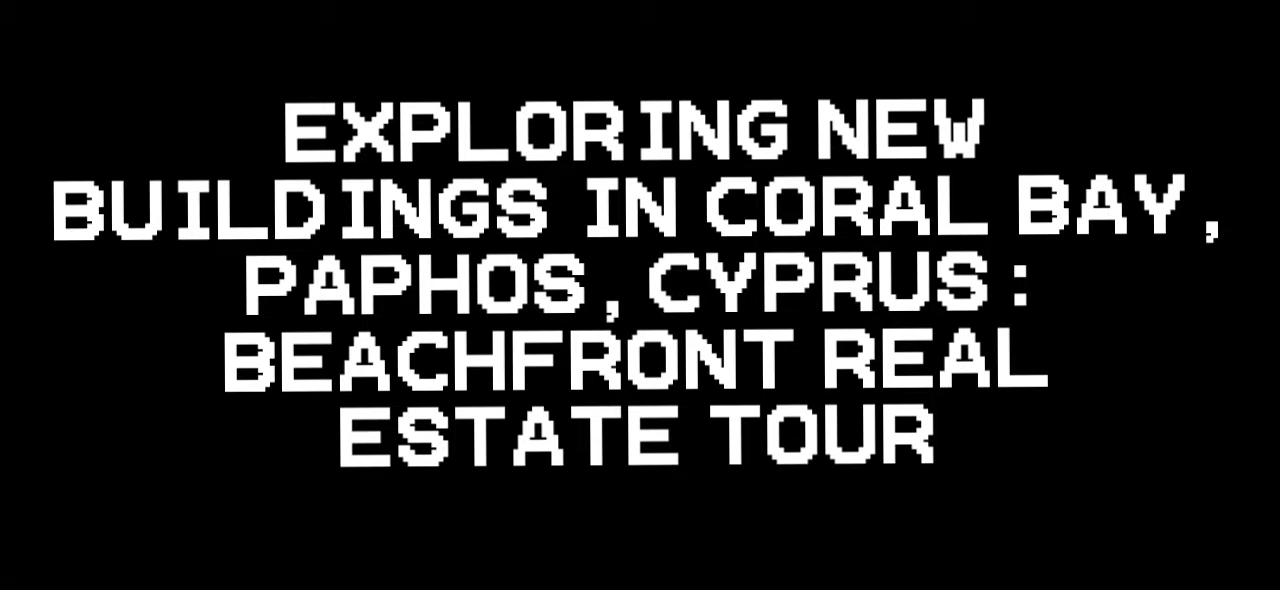 EXPLORING NEW
BUILDINGS IN CORAL BAY,
PAPHOS, CYPRUS:
BEACHFRONT REAL
ESTATE TOUR